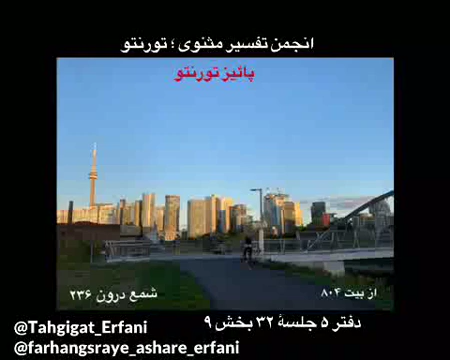 انجمن تفسیر مثنوی ؛ تورنتو
پائیز تورنتو
از بیت ۸۰۴
شمع درون ۲۳۶
دفتر ۵ جلسهٔ ۳۲ بخش ۹
@Tahgigat_Erfani
@farhangsraye_ashare_erfani